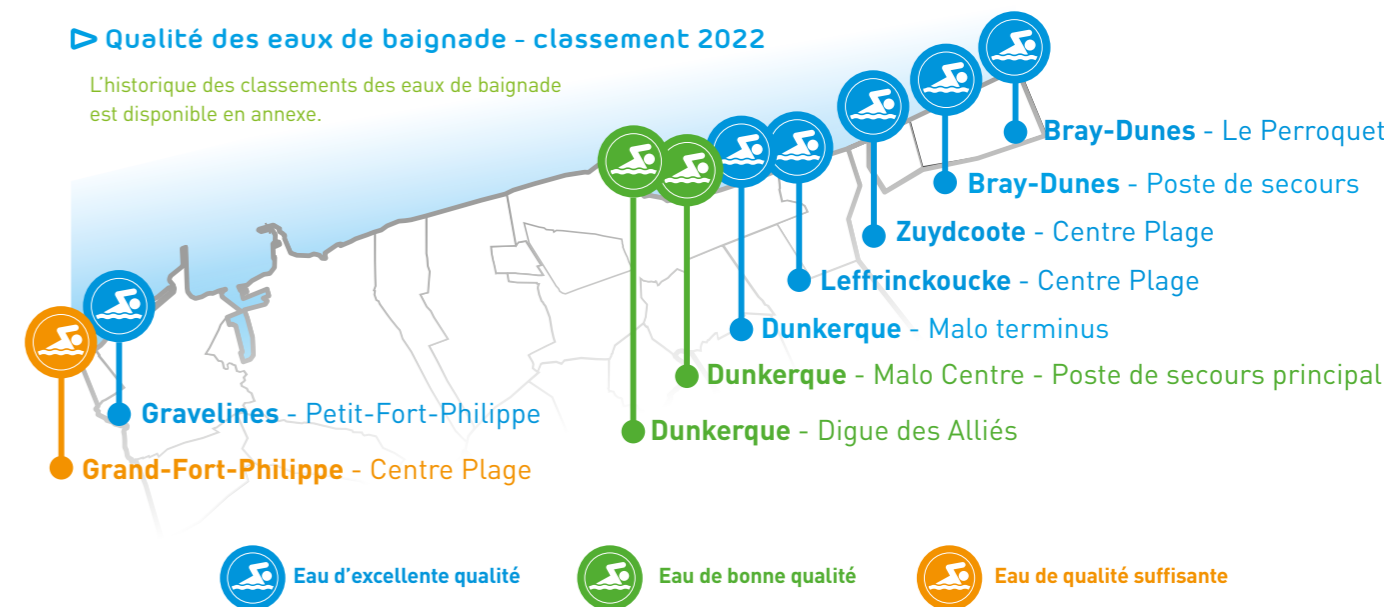 Qualité des eaux de baignade - classement 2022
L'historique des classements des eaux de baignade
est disponible en annexe.
Bray-Dunes - Le Perroquet
Bray-Dunes - Poste de secours
Zuydcoote - Centre Plage
Leffrinckoucke - Centre Plage
Dunkerque - Malo terminus
Dunkerque - Malo Centre - Poste de secours principal
Gravelines - Petit-Fort-Philippe
Dunkerque - Digue des Alliés
Grand-Fort-Philippe - Centre Plage
Eau d'excellente qualité
Eau de bonne qualité
Eau de qualité suffisante